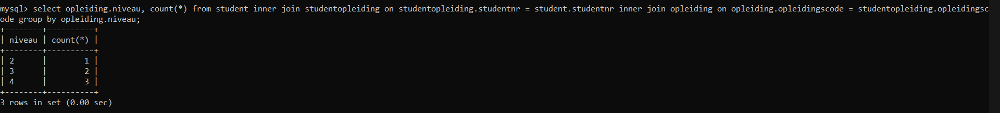 mysql> select opleiding.niveau, count(*) from student inner join studentopleiding on studentopleiding.studentnr = student.studentnr inner join opleiding on opleiding.opleidingscode = studentopleiding.opleidingsc
ode group by opleiding.niveau;
+--------+----------+
| niveau | count(*) |
+--------+----------+
| 2      |        1 |
| 3      |        2 |
| 4      |        3 |
+--------+----------+
3 rows in set (0.00 sec)